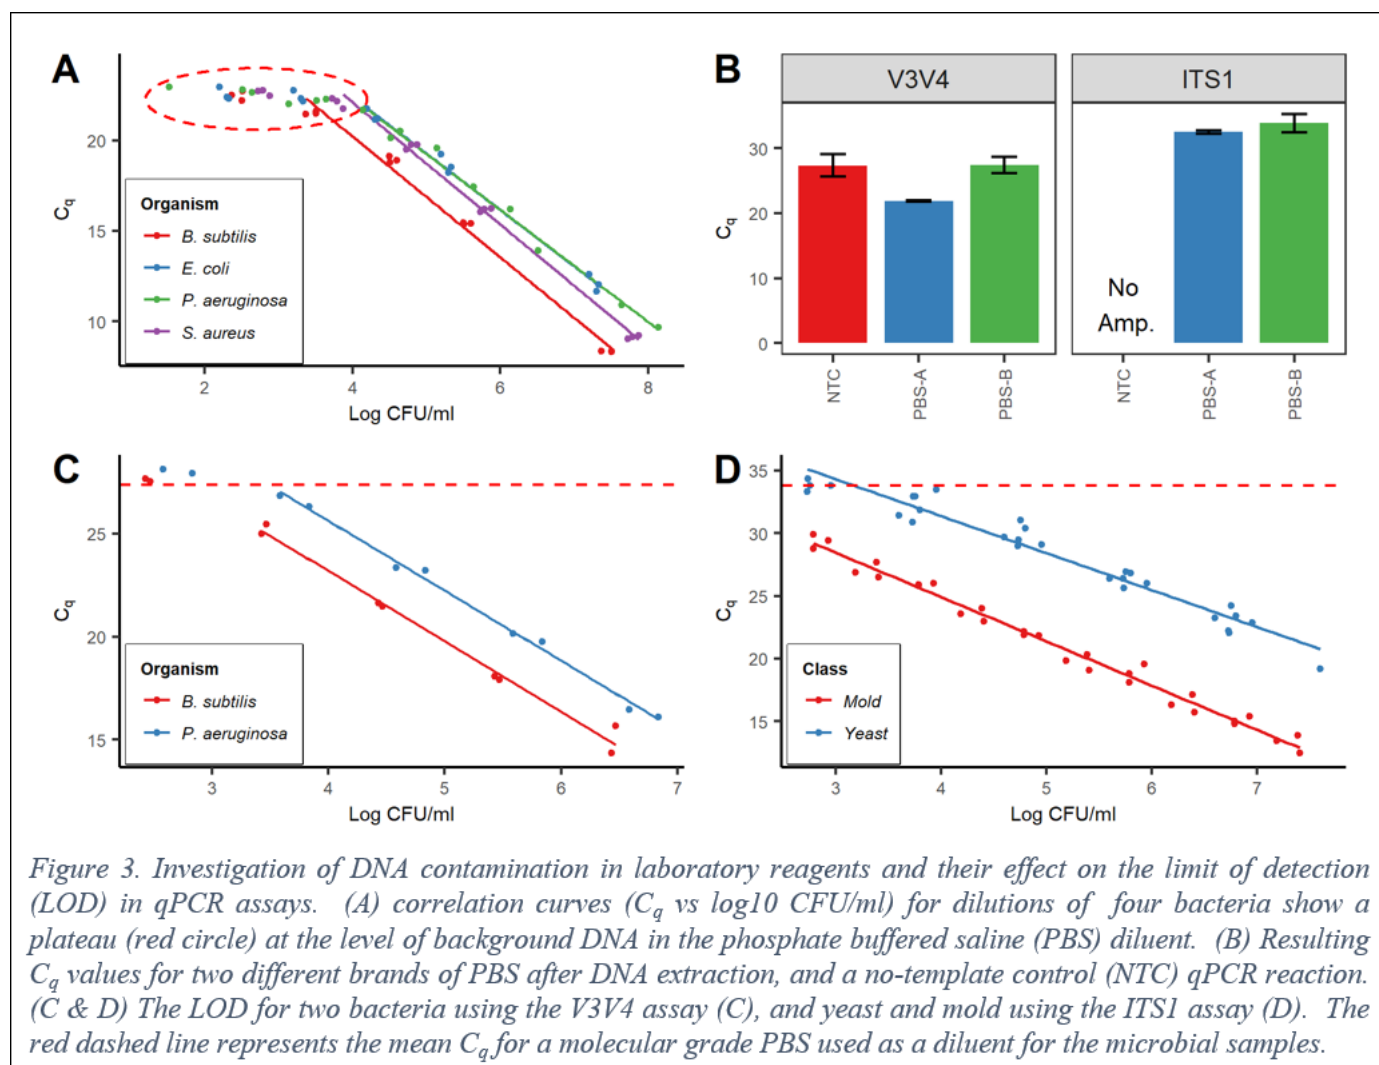 A
20
15
10
C_q
2
4
6
8
Log CFU/ml
Organism
B. subtilis
E. coli
P. aeruginosa
S. aureus
B
V3V4
ITS1
30
20
10
0
C_q
No
Amp.
NTC
PBS-A
PBS-B
NTC
PBS-A
PBS-B
C
25
20
15
C_q
3
4
5
6
7
Log CFU/ml
Organism
B. subtilis
P. aeruginosa
D
35
30
25
20
15
C_q
3
4
5
6
7
Log CFU/ml
Class
Mold
Yeast
Figure 3. Investigation of DNA contamination in laboratory reagents and their effect on the limit of detection
(LOD) in qPCR assays. (A) correlation curves (C_q vs log10 CFU/ml) for dilutions of four bacteria show a
plateau (red circle) at the level of background DNA in the phosphate buffered saline (PBS) diluent. (B) Resulting
C_q values for two different brands of PBS after DNA extraction, and a no-template control (NTC) qPCR reaction.
(C & D) The LOD for two bacteria using the V3V4 assay (C), and yeast and mold using the ITS1 assay (D). The
red dashed line represents the mean C_q for a molecular grade PBS used as a diluent for the microbial samples.